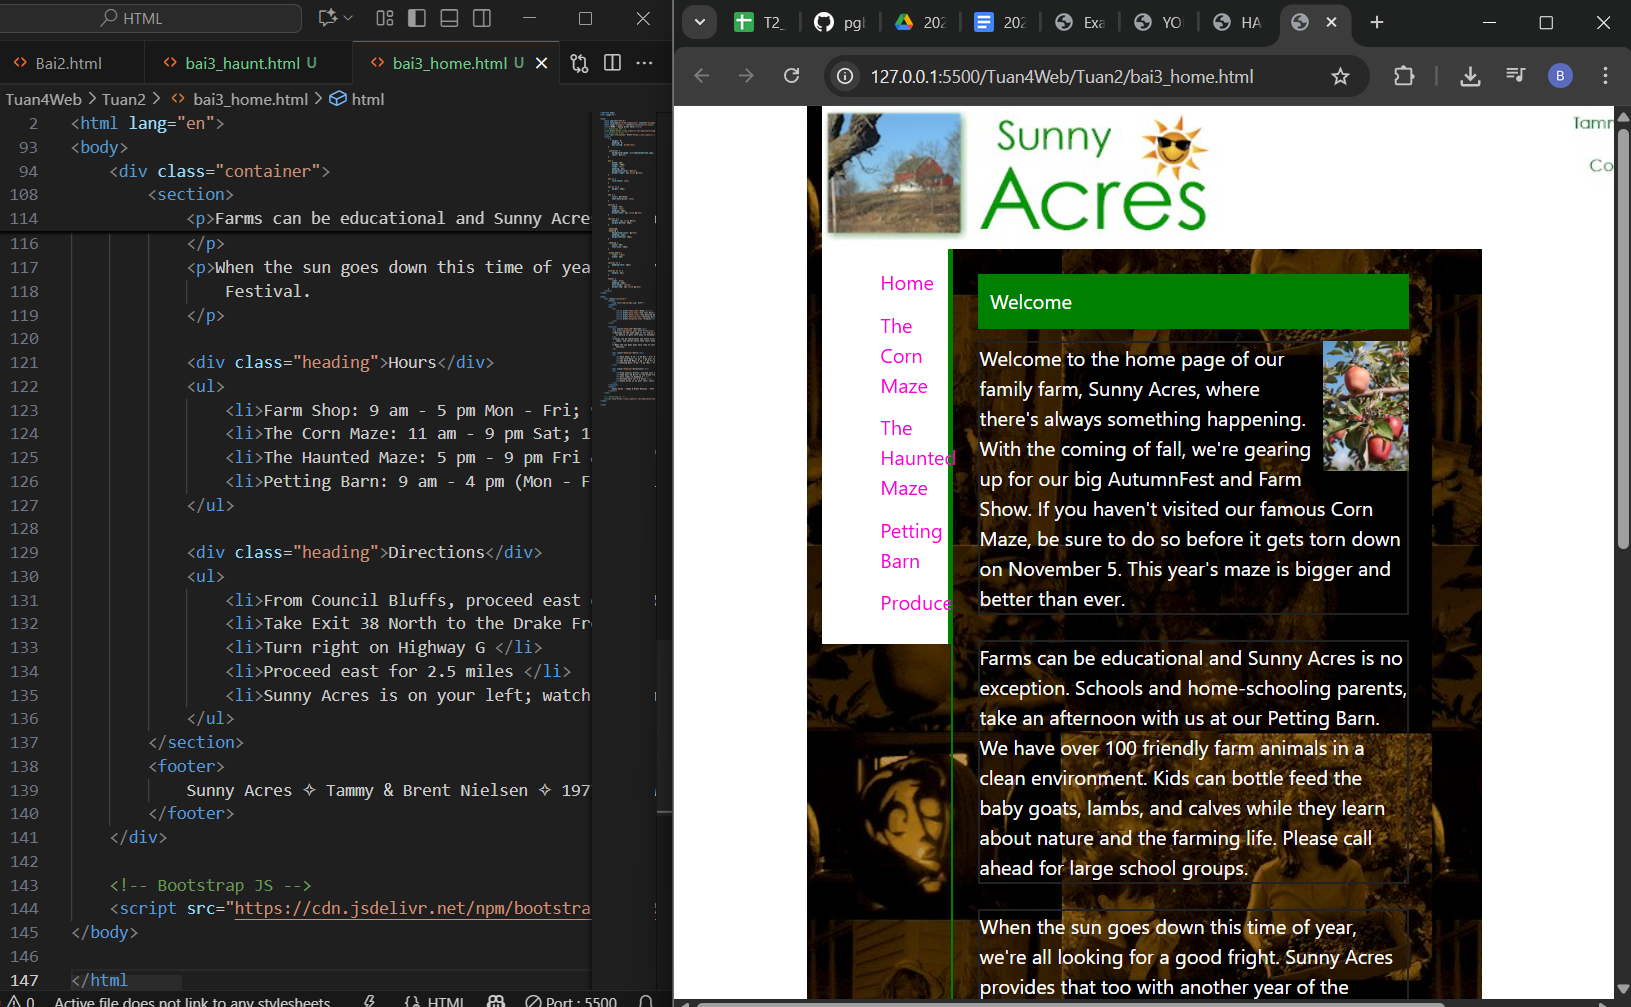 HTML
Bai2.html
bai3_haunt.html U
bai3_home.html U
Tuan4Web > Tuan2 > bai3_home.html > html
2 <html lang="en">
93 <body>
94 <div class="container">
108 <section>
114 <p>Farms can be educational and Sunny Acre
116 </p>
117 <p>When the sun goes down this time of yea
118 Festival.
119 </p>
120
121 <div class="heading">Hours</div>
122 <ul>
123 <li>Farm Shop: 9 am - 5 pm Mon - Fri;
124 <li>The Corn Maze: 11 am - 9 pm Sat; 1
125 <li>The Haunted Maze: 5 pm - 9 pm Fri
126 <li>Petting Barn: 9 am - 4 pm (Mon - F
127 </ul>
128
129 <div class="heading">Directions</div>
130 <ul>
131 <li>From Council Bluffs, proceed east
132 <li>Take Exit 38 North to the Drake Fr
133 <li>Turn right on Highway G </li>
134 <li>Proceed east for 2.5 miles </li>
135 <li>Sunny Acres is on your left; watch
136 </ul>
137 </section>
138 <footer>
139 Sunny Acres ✧ Tammy & Brent Nielsen ✧ 197
140 </footer>
141 </div>
142
143 <!-- Bootstrap JS -->
144 <script src="https://cdn.jsdelivr.net/npm/bootstra
145 </body>
146
147 </html
0 Active file does not link to any stylesheets. {} HTML Port : 5500
T2_ pgl 202 202 Exa YO HA
127.0.0.1:5500/Tuan4Web/Tuan2/bai3_home.html
B
Sunny
Acres
Tamm
Co
Home
The
Corn
Maze
The
Haunted
Maze
Petting
Barn
Produce
Welcome
Welcome to the home page of our
family farm, Sunny Acres, where
there's always something happening.
With the coming of fall, we're gearing
up for our big AutumnFest and Farm
Show. If you haven't visited our famous Corn
Maze, be sure to do so before it gets torn down
on November 5. This year's maze is bigger and
better than ever.
Farms can be educational and Sunny Acres is no
exception. Schools and home-schooling parents,
take an afternoon with us at our Petting Barn.
We have over 100 friendly farm animals in a
clean environment. Kids can bottle feed the
baby goats, lambs, and calves while they learn
about nature and the farming life. Please call
ahead for large school groups.
When the sun goes down this time of year,
we're all looking for a good fright. Sunny Acres
provides that too with another year of the